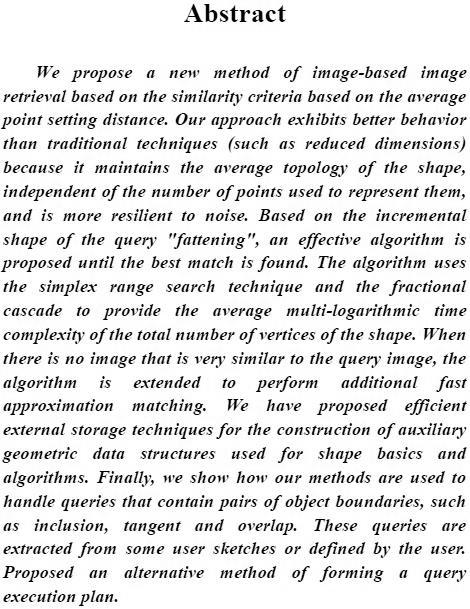 Abstract
We propose a new method of image-based image
retrieval based on the similarity criteria based on the average
point setting distance. Our approach exhibits better behavior
than traditional techniques (such as reduced dimensions)
because it maintains the average topology of the shape,
independent of the number of points used to represent them,
and is more resilient to noise. Based on the incremental
shape of the query "fattening", an effective algorithm is
proposed until the best match is found. The algorithm uses
the simplex range search technique and the fractional
cascade to provide the average multi-logarithmic time
complexity of the total number of vertices of the shape. When
there is no image that is very similar to the query image, the
algorithm is extended to perform additional fast
approximation matching. We have proposed efficient
external storage techniques for the construction of auxiliary
geometric data structures used for shape basics and
algorithms. Finally, we show how our methods are used to
handle queries that contain pairs of object boundaries, such
as inclusion, tangent and overlap. These queries are
extracted from some user sketches or defined by the user.
Proposed an alternative method of forming a query
execution plan.